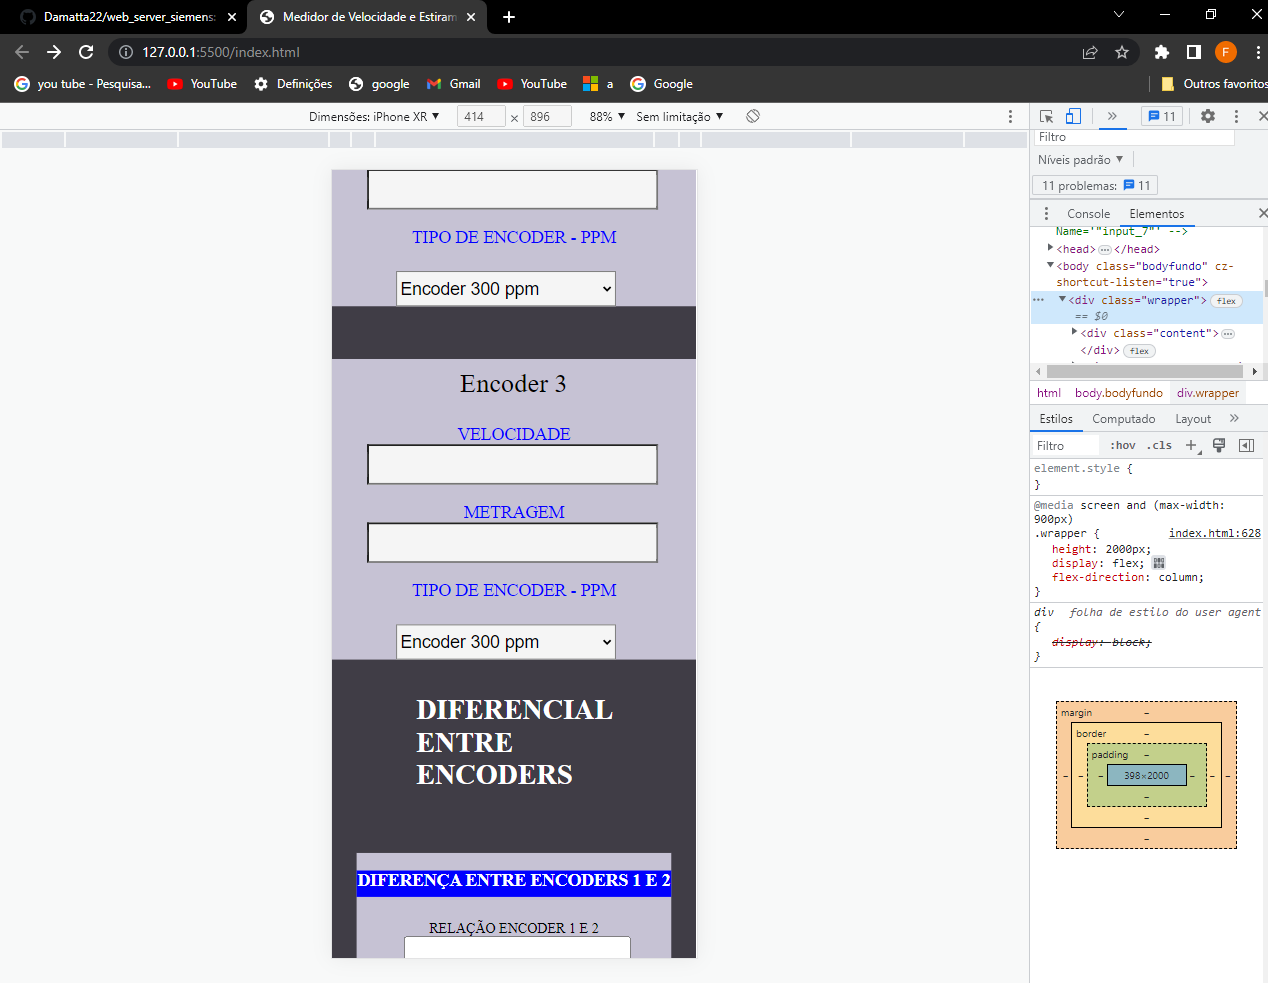 Damatta22/web_server_siemens:
Medidor de Velocidade e Estiram
127.0.0.1:5500/index.html
F
you tube - Pesquisa...
YouTube
Definições
google
Gmail
YouTube
a
Google
Outros favoritos
Dimensões: iPhone XR ▼
414 × 896
88% ▼
Sem limitação ▼
11
TIPO DE ENCODER - PPM
Encoder 300 ppm
Encoder 3
VELOCIDADE
METRAGEM
TIPO DE ENCODER - PPM
Encoder 300 ppm
DIFERENCIAL
ENTRE
ENCODERS
DIFERENÇA ENTRE ENCODERS 1 E 2
RELAÇÃO ENCODER 1 E 2
Filtro
Níveis padrão ▼
11 problemas: 11
Console Elementos
Name='"input_7"' -->
<head> ··· </head>
<body class="bodyfundo" cz-
shortcut-listen="true">
··· <div class="wrapper"> flex
== $0
<div class="content"> ···
</div> flex
html body.bodyfundo div.wrapper
Estilos Computado Layout »
Filtro :hov .cls +
element.style {
}
@media screen and (max-width:
900px)
.wrapper { index.html:628
height: 2000px;
display: flex;
flex-direction: column;
}
div folha de estilo do user agent
{
display: block;
}
margin –
border –
padding –
– – – 398×2000 – – –
–
–
–